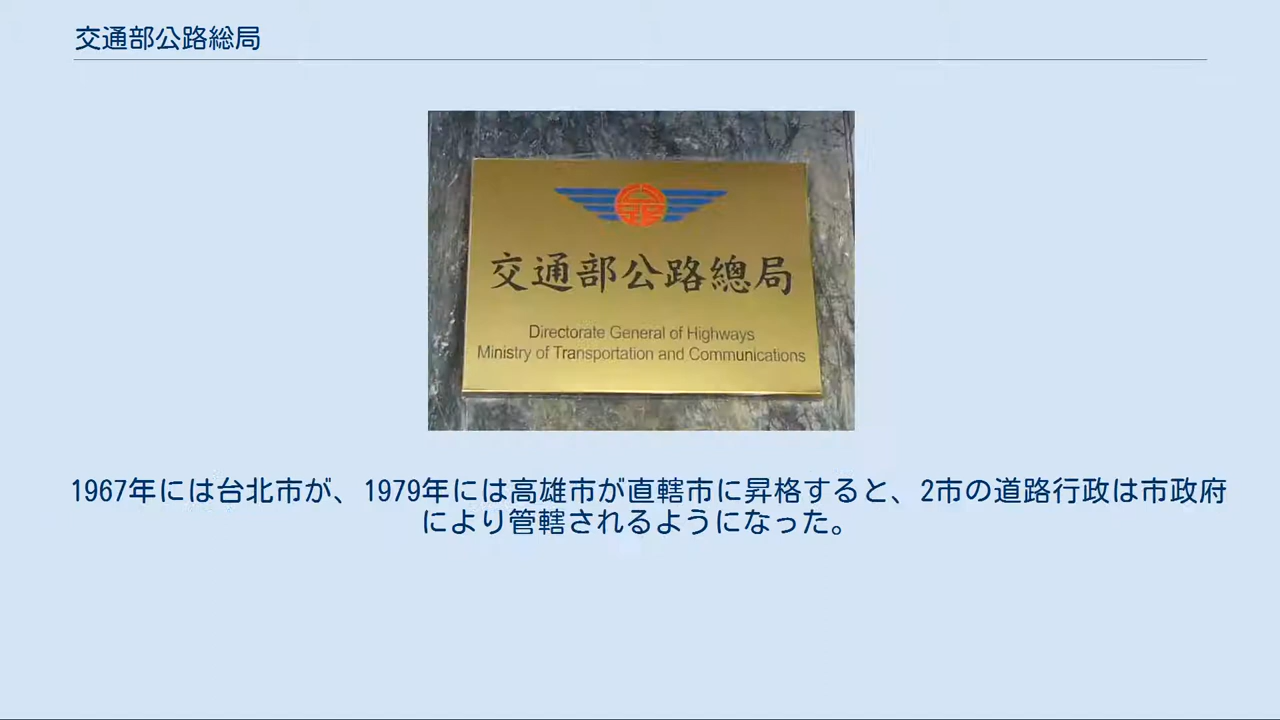 交通部公路総局
交通部公路總局
Directorate General of Highways
Ministry of Transportation and Communications
1967年には台北市が、1979年には高雄市が直轄市に昇格すると、2市の道路行政は市政府
により管轄されるようになった。